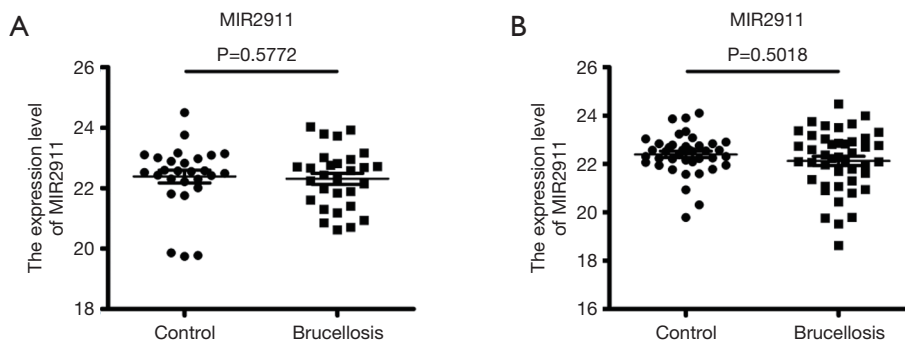 A
MIR2911
P=0.5772
The expression level
of MIR2911
26
24
22
20
18
Control
Brucellosis
B
MIR2911
P=0.5018
The expression level
of MIR2911
26
24
22
20
18
16
Control
Brucellosis